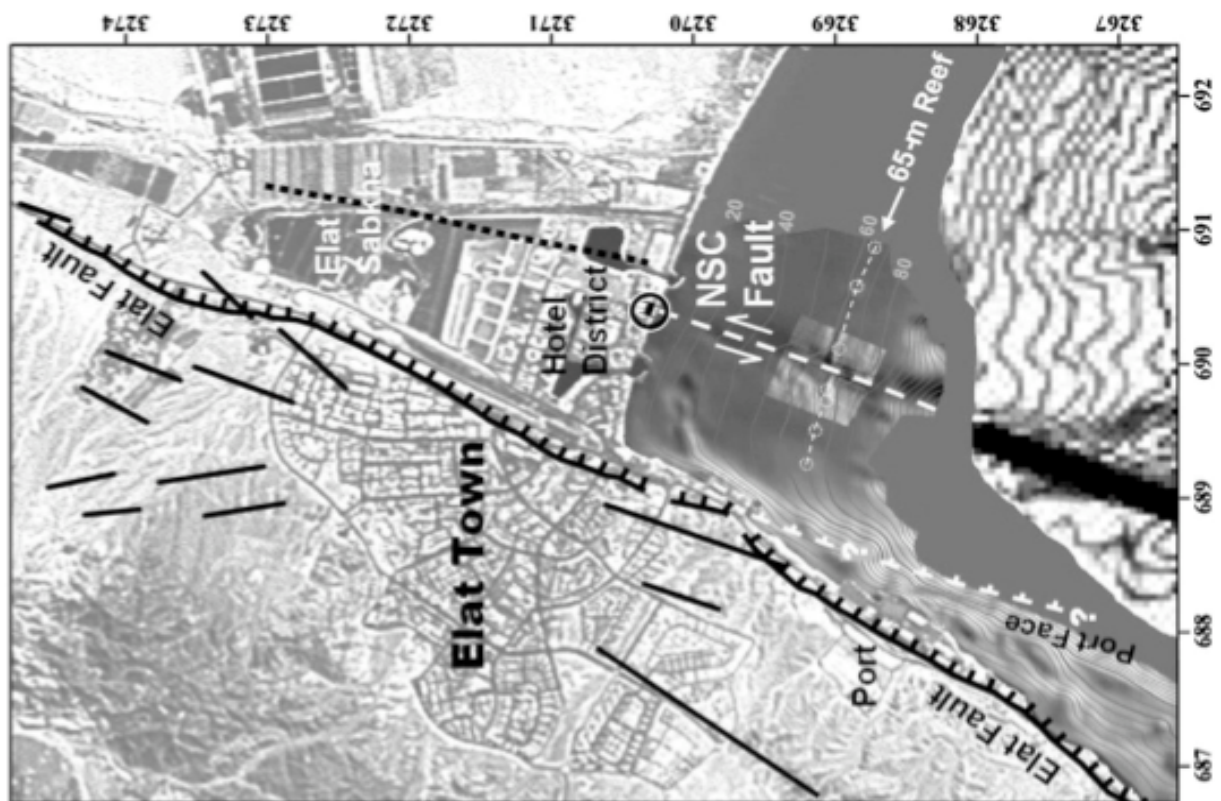 3274
3273
3272
3271
3270
3269
3268
3267
692
691
690
689
688
687
65-m Reef
20
40
60
80
Elat
Sabkha
Elat Fault
NSC
Fault
Hotel
District
Elat Town
?
?
Port Face
Port
Elat Fault